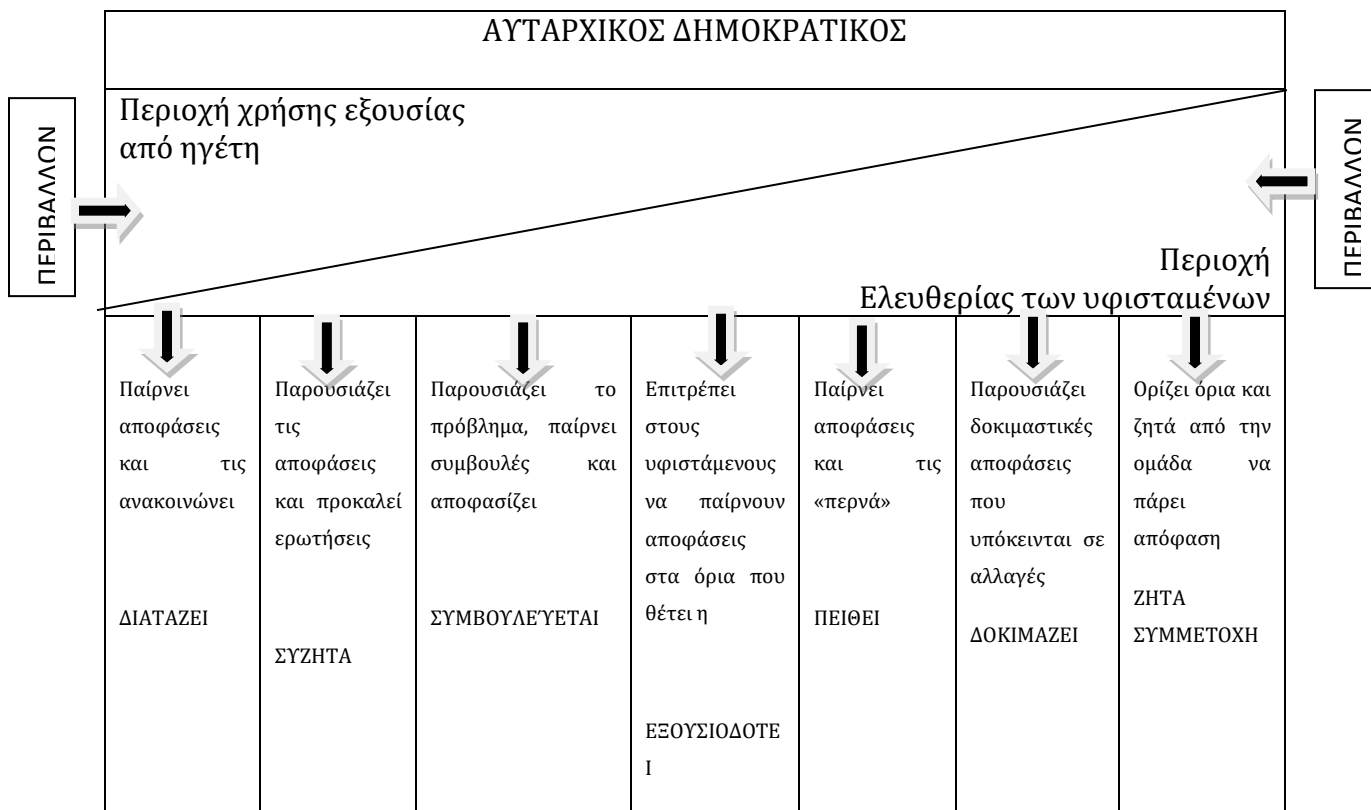 ΑΥΤΑΡΧΙΚΟΣ ΔΗΜΟΚΡΑΤΙΚΟΣ
ΠΕΡΙΒΑΛΛΟΝ
Περιοχή χρήσης εξουσίας
από ηγέτη
ΠΕΡΙΒΑΛΛΟΝ
Περιοχή
Ελευθερίας των υφισταμένων
Παίρνει
αποφάσεις
και τις
ανακοινώνει
ΔΙΑΤΑΖΕΙ
Παρουσιάζει
τις
αποφάσεις
και προκαλεί
ερωτήσεις
ΣΥΖΗΤΑ
Παρουσιάζει το
πρόβλημα, παίρνει
συμβουλές και
αποφασίζει
ΣΥΜΒΟΥΛΕΎΕΤΑΙ
Επιτρέπει
στους
υφιστάμενους
να παίρνουν
αποφάσεις
στα όρια που
θέτει η
ΕΞΟΥΣΙΟΔΟΤΕ
Ι
Παίρνει
αποφάσεις
και τις
«περνά»
ΠΕΙΘΕΙ
Παρουσιάζει
δοκιμαστικές
αποφάσεις
που
υπόκεινται σε
αλλαγές
ΔΟΚΙΜΑΖΕΙ
Ορίζει όρια και
ζητά από την
ομάδα να
πάρει
απόφαση
ΖΗΤΑ
ΣΥΜΜΕΤΟΧΗ